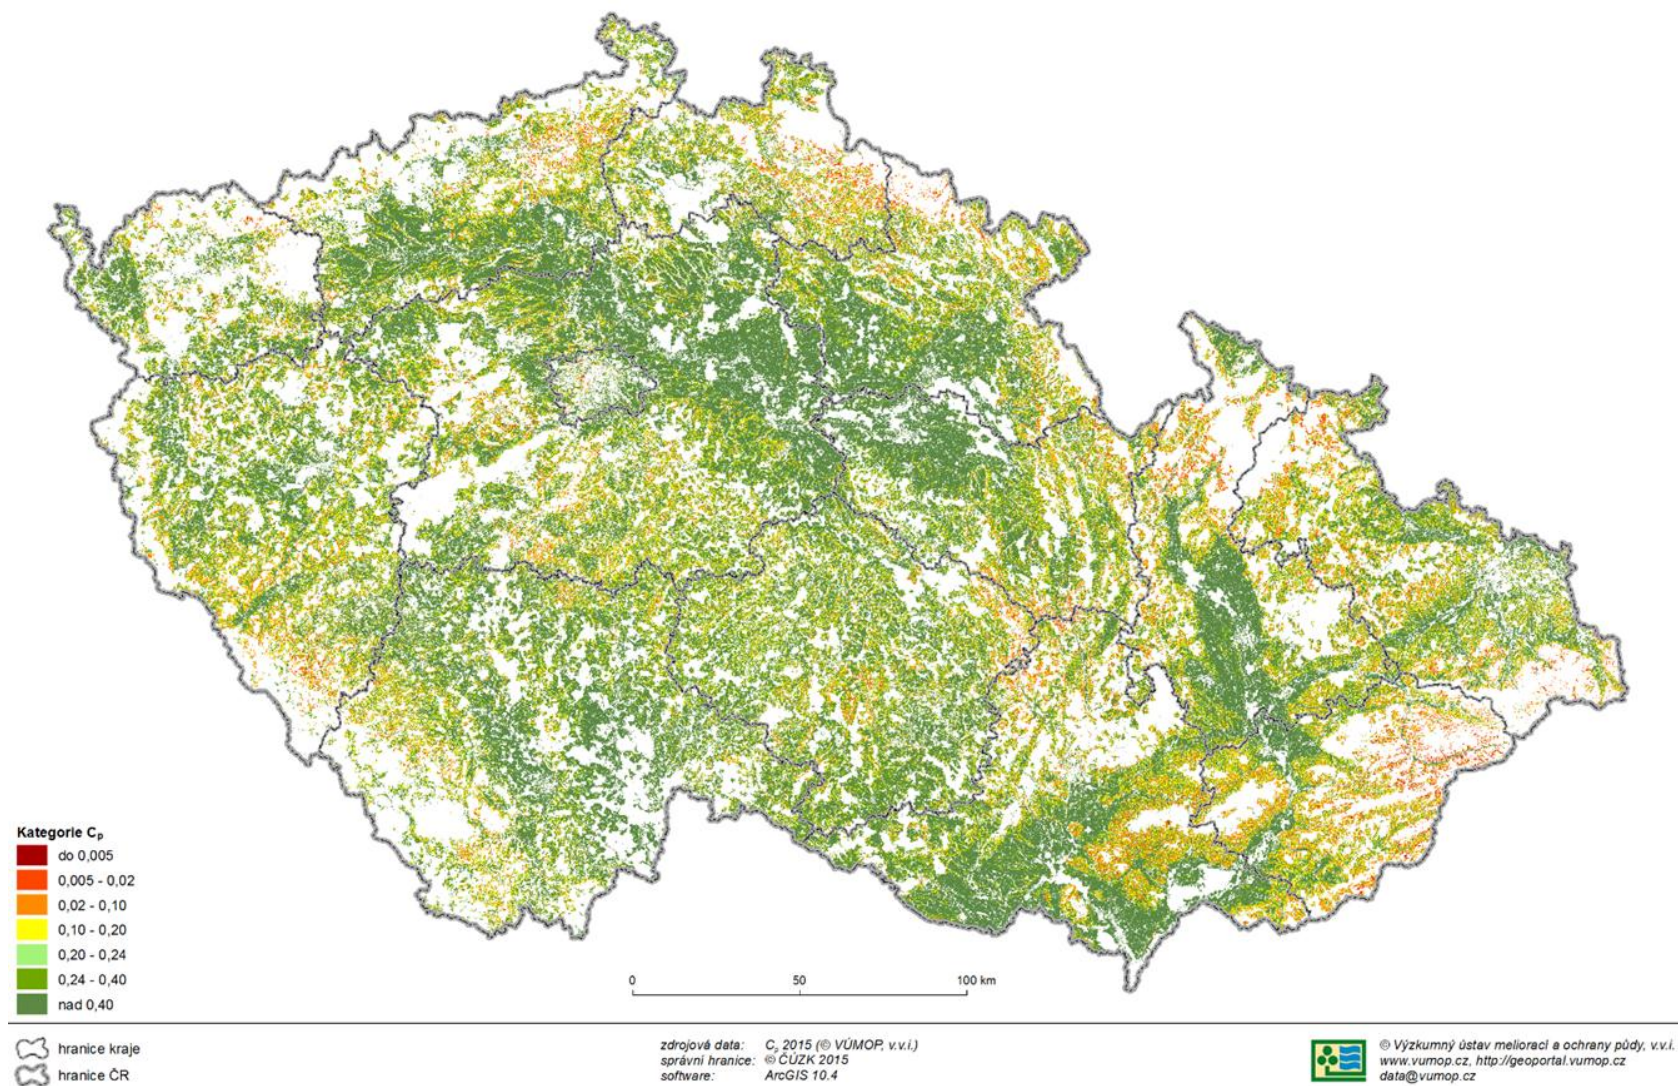 Kategorie Cp
do 0,005
0,005 - 0,02
0,02 - 0,10
0,10 - 0,20
0,20 - 0,24
0,24 - 0,40
nad 0,40
0 50 100 km
hranice kraje
hranice ČR
zdrojová data: Cp 2015 (© VÚMOP, v.v.i.)
správní hranice: © ČÚZK 2015
software: ArcGIS 10.4
© Výzkumný ústav meliorací a ochrany půdy, v.v.i.
www.vumop.cz, http://geoportal.vumop.cz
data@vumop.cz